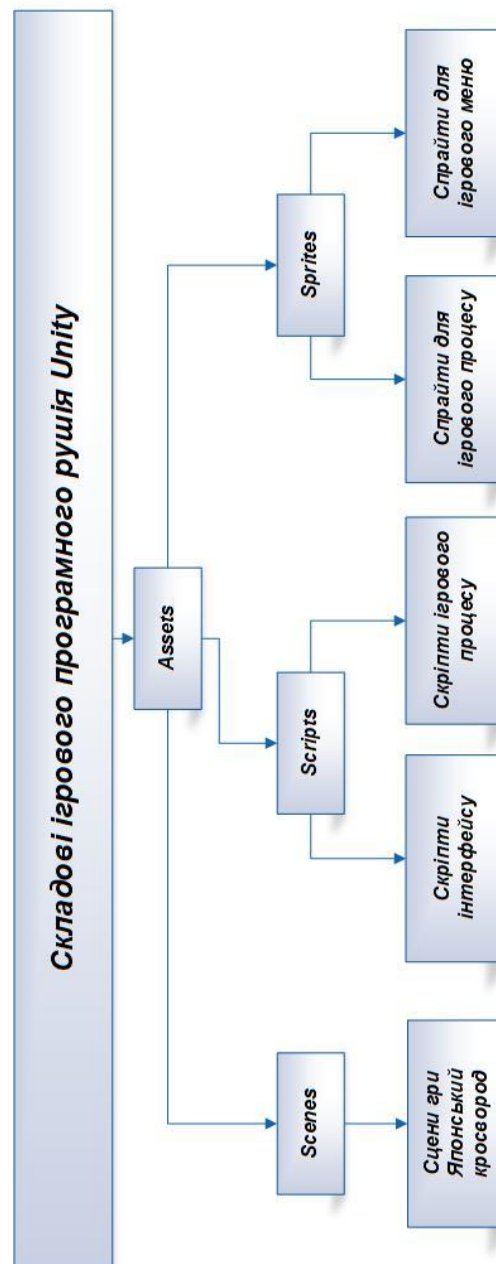 Складові ігрового програмного рушія Unity
Assets
Scenes
Scripts
Sprites
Сцени гри
Японський
кросворд
Скріпти
інтерфейсу
Скріпти ігрового
процесу
Спрайти для
ігрового процесу
Спрайти для
ігрового меню